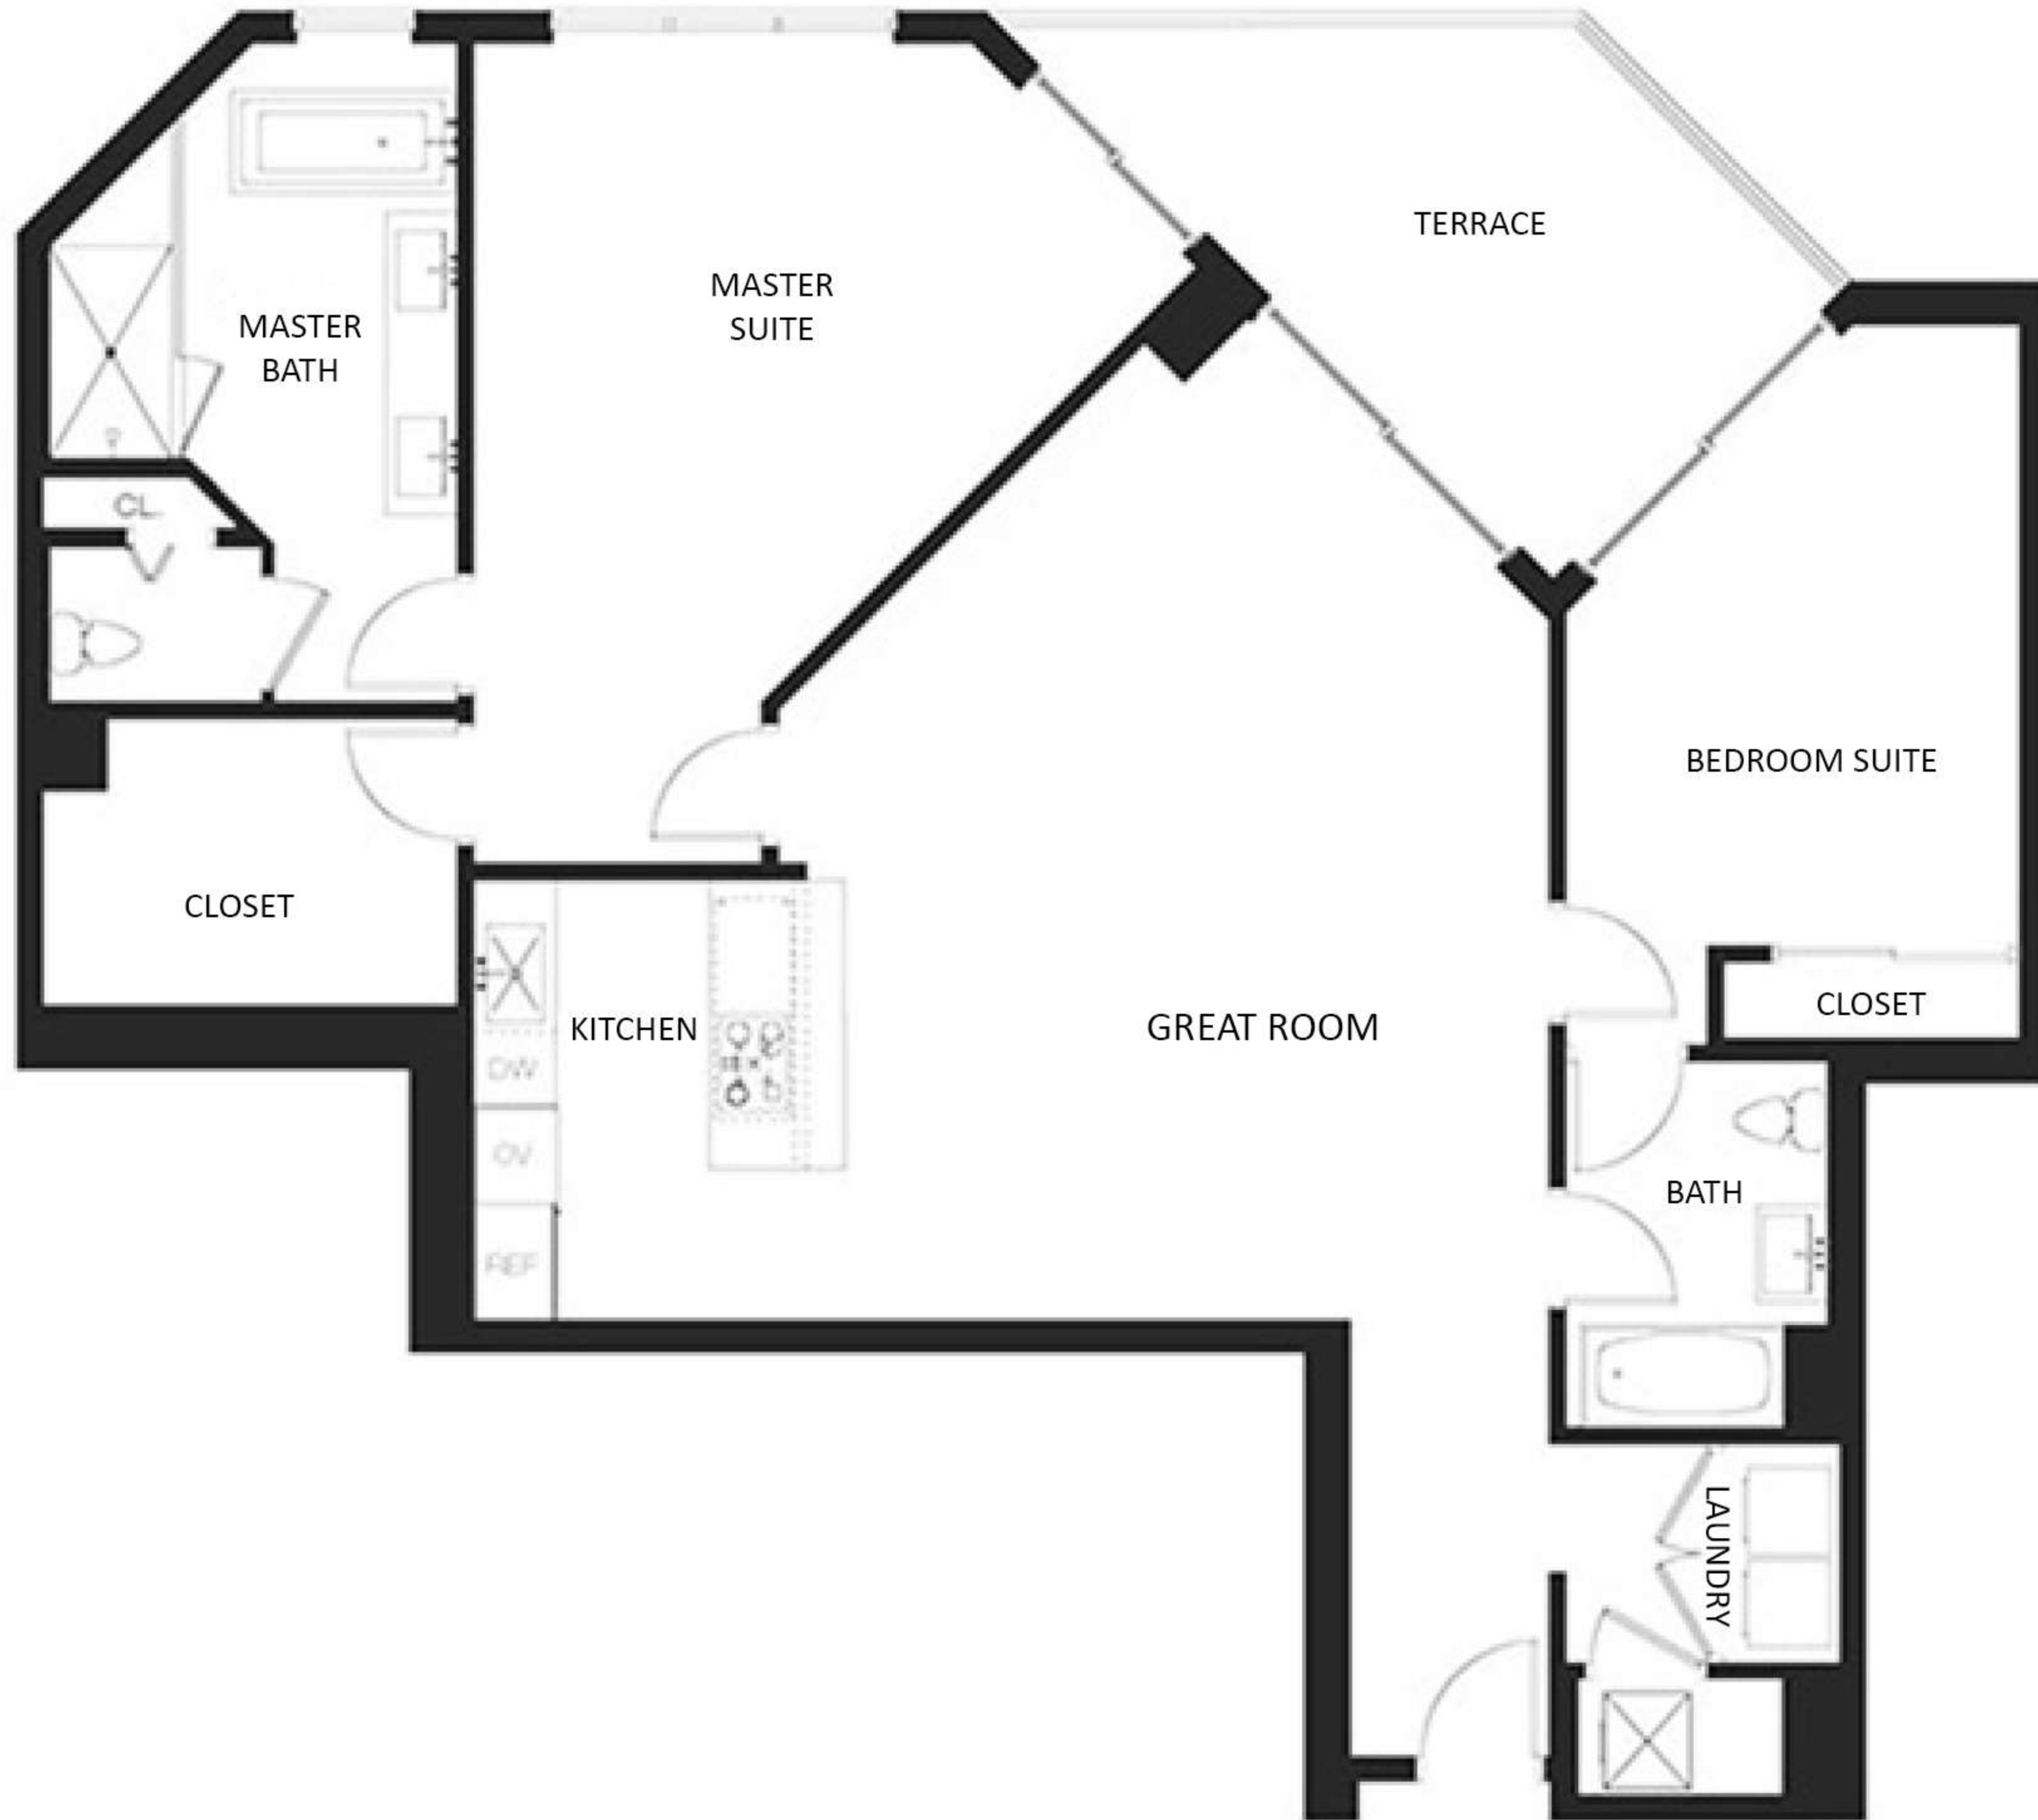 TERRACE
MASTER
SUITE
MASTER
BATH
CL
BEDROOM SUITE
CLOSET
CLOSET
KITCHEN
GREAT ROOM
DW
OV
REF
BATH
LAUNDRY